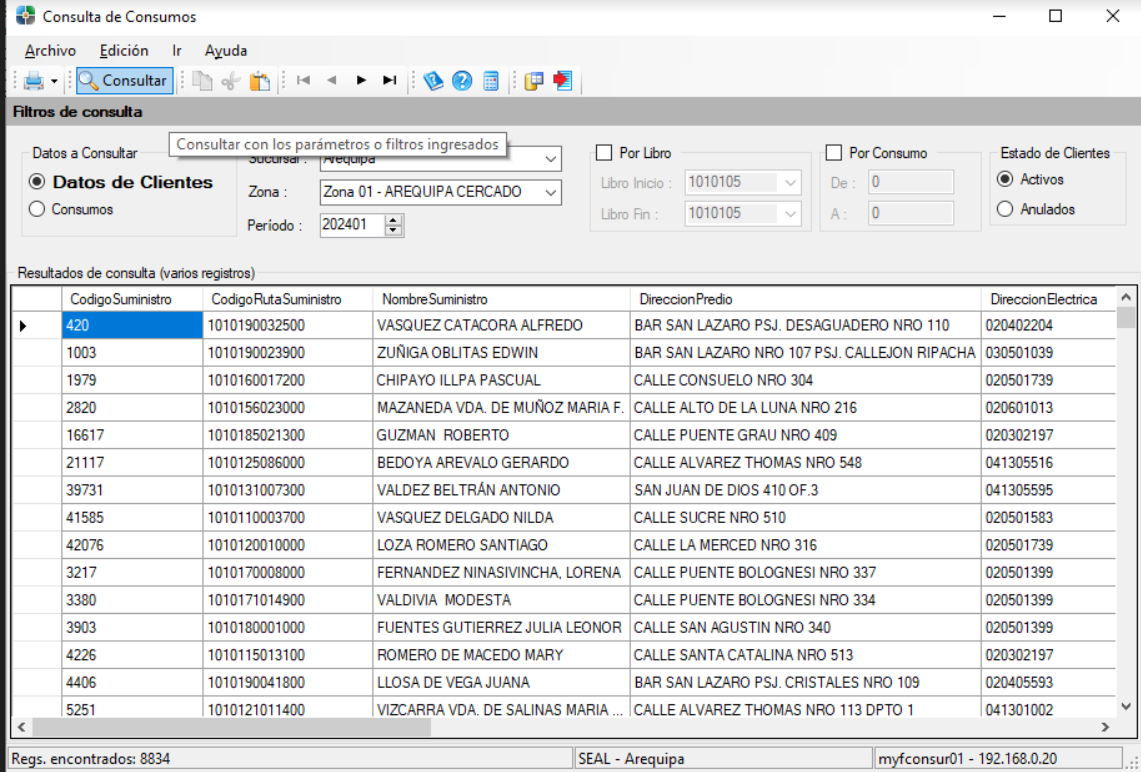 Consulta de Consumos
Archivo Edición Ir Ayuda
Consultar
Filtros de consulta
Consultar con los parámetros o filtros ingresados
Datos a Consultar
Datos de Clientes
Consumos
Sucursal : Arequipa
Zona : Zona 01 - AREQUIPA CERCADO
Período : 202401
Por Libro
Libro Inicio : 1010105
Libro Fin : 1010105
Por Consumo
De : 0
A : 0
Estado de Clientes
Activos
Anulados
Resultados de consulta (varios registros)
CodigoSuministro CodigoRutaSuministro NombreSuministro DireccionPredio DireccionElectrica
420 1010190032500 VASQUEZ CATACORA ALFREDO BAR SAN LAZARO PSJ. DESAGUADERO NRO 110 020402204
1003 1010190023900 ZUÑIGA OBLITAS EDWIN BAR SAN LAZARO NRO 107 PSJ. CALLEJON RIPACHA 030501039
1979 1010160017200 CHIPAYO ILLPA PASCUAL CALLE CONSUELO NRO 304 020501739
2820 1010156023000 MAZANEDA VDA. DE MUÑOZ MARIA F. CALLE ALTO DE LA LUNA NRO 216 020601013
16617 1010185021300 GUZMAN ROBERTO CALLE PUENTE GRAU NRO 409 020302197
21117 1010125086000 BEDOYA AREVALO GERARDO CALLE ALVAREZ THOMAS NRO 548 041305516
39731 1010131007300 VALDEZ BELTRÁN ANTONIO SAN JUAN DE DIOS 410 OF.3 041305595
41585 1010110003700 VASQUEZ DELGADO NILDA CALLE SUCRE NRO 510 020501583
42076 1010120010000 LOZA ROMERO SANTIAGO CALLE LA MERCED NRO 316 020501739
3217 1010170008000 FERNANDEZ NINASIVINCHA, LORENA CALLE PUENTE BOLOGNESI NRO 337 020501399
3380 1010171014900 VALDIVIA MODESTA CALLE PUENTE BOLOGNESI NRO 334 020501399
3903 1010180001000 FUENTES GUTIERREZ JULIA LEONOR CALLE SAN AGUSTIN NRO 340 020501399
4226 1010115013100 ROMERO DE MACEDO MARY CALLE SANTA CATALINA NRO 513 020302197
4406 1010190041800 LLOSA DE VEGA JUANA BAR SAN LAZARO PSJ. CRISTALES NRO 109 020405593
5251 1010121011400 VIZCARRA VDA. DE SALINAS MARIA ... CALLE ALVAREZ THOMAS NRO 113 DPTO 1 041301002
Regs. encontrados: 8834 SEAL - Arequipa myfconsur01 - 192.168.0.20